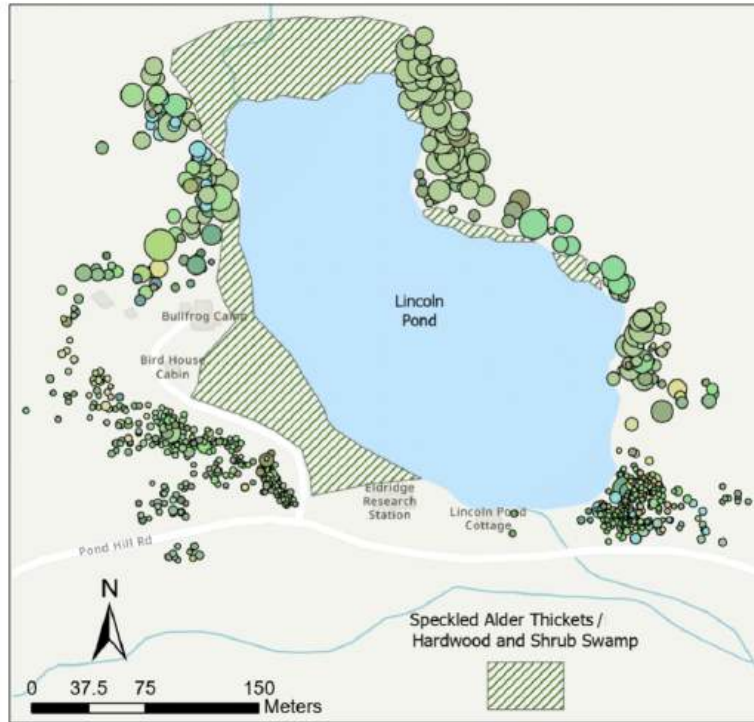 Lincoln
Pond
Bullfrog Camp
Bird House
Cabin
Eldridge
Research
Station
Lincoln Pond
Cottage
Pond Hill Rd
N
Speckled Alder Thickets /
Hardwood and Shrub Swamp
0 37.5 75 150
Meters